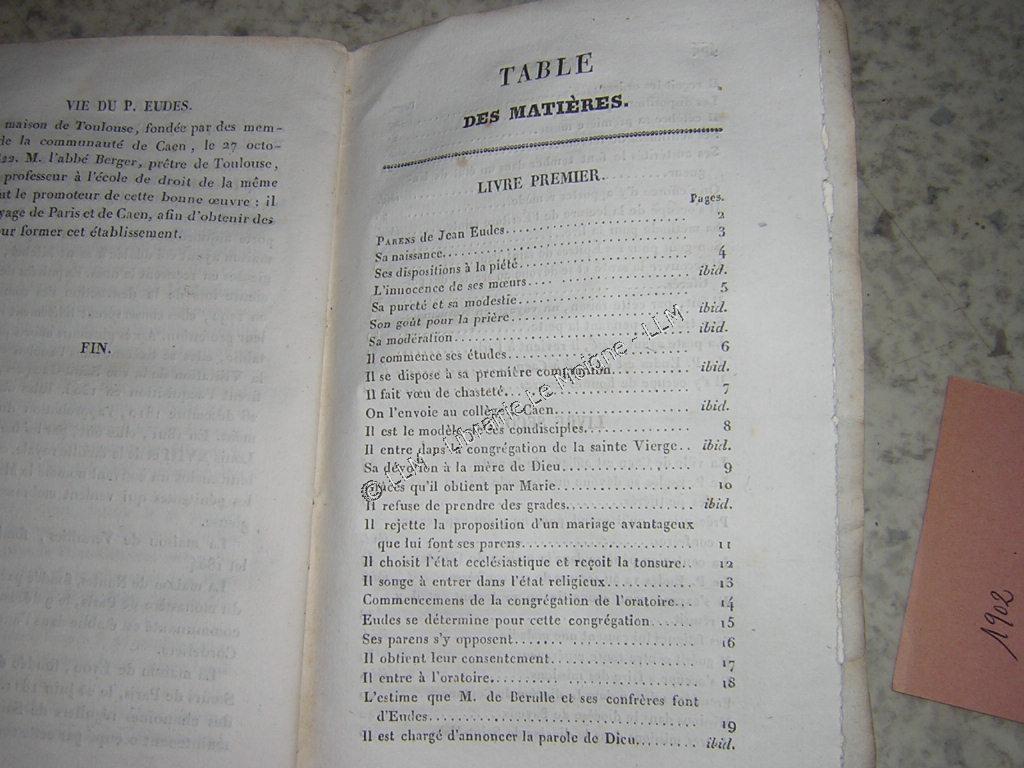 VIE DU P. EUDES.
maison de Toulouse, fondée par des mem-
de la communauté de Caen, le 27 octo-
22. M. l'abbé Berger, prêtre de Toulouse,
professeur à l'école de droit de la même
t le promoteur de cette bonne œuvre : il
yage de Paris et de Caen, afin d'obtenir des
ur former cet établissement.
FIN.
TABLE
DES MATIÈRES.
LIVRE PREMIER.
Pages.
PARENS de Jean Eudes. 2
Sa naissance. 3
Ses dispositions à la piété. 4
L'innocence de ses mœurs. ibid.
Sa pureté et sa modestie. 5
Son goût pour la prière. ibid.
Sa modération. ibid.
Il commence ses études. 6
Il se dispose à sa première communion. ibid.
Il fait vœu de chasteté. 7
On l'envoie au collège à Caen. ibid.
Il est le modèle de ses condisciples. 8
Il entre dans la congrégation de la sainte Vierge. ibid.
Sa dévotion à la mère de Dieu. 9
Grâces qu'il obtient par Marie. 10
Il refuse de prendre des grades. ibid.
Il rejette la proposition d'un mariage avantageux
que lui font ses parens. 11
Il choisit l'état ecclésiastique et reçoit la tonsure. 12
Il songe à entrer dans l'état religieux. 13
Commencemens de la congrégation de l'oratoire. 14
Eudes se détermine pour cette congrégation. 15
Ses parens s'y opposent. 16
Il obtient leur consentement. 17
Il entre à l'oratoire. 18
L'estime que M. de Berulle et ses confrères font
d'Eudes. 19
Il est chargé d'annoncer la parole de Dieu. ibid.
© LLM - Librairie Le Moigne - LLM
1902